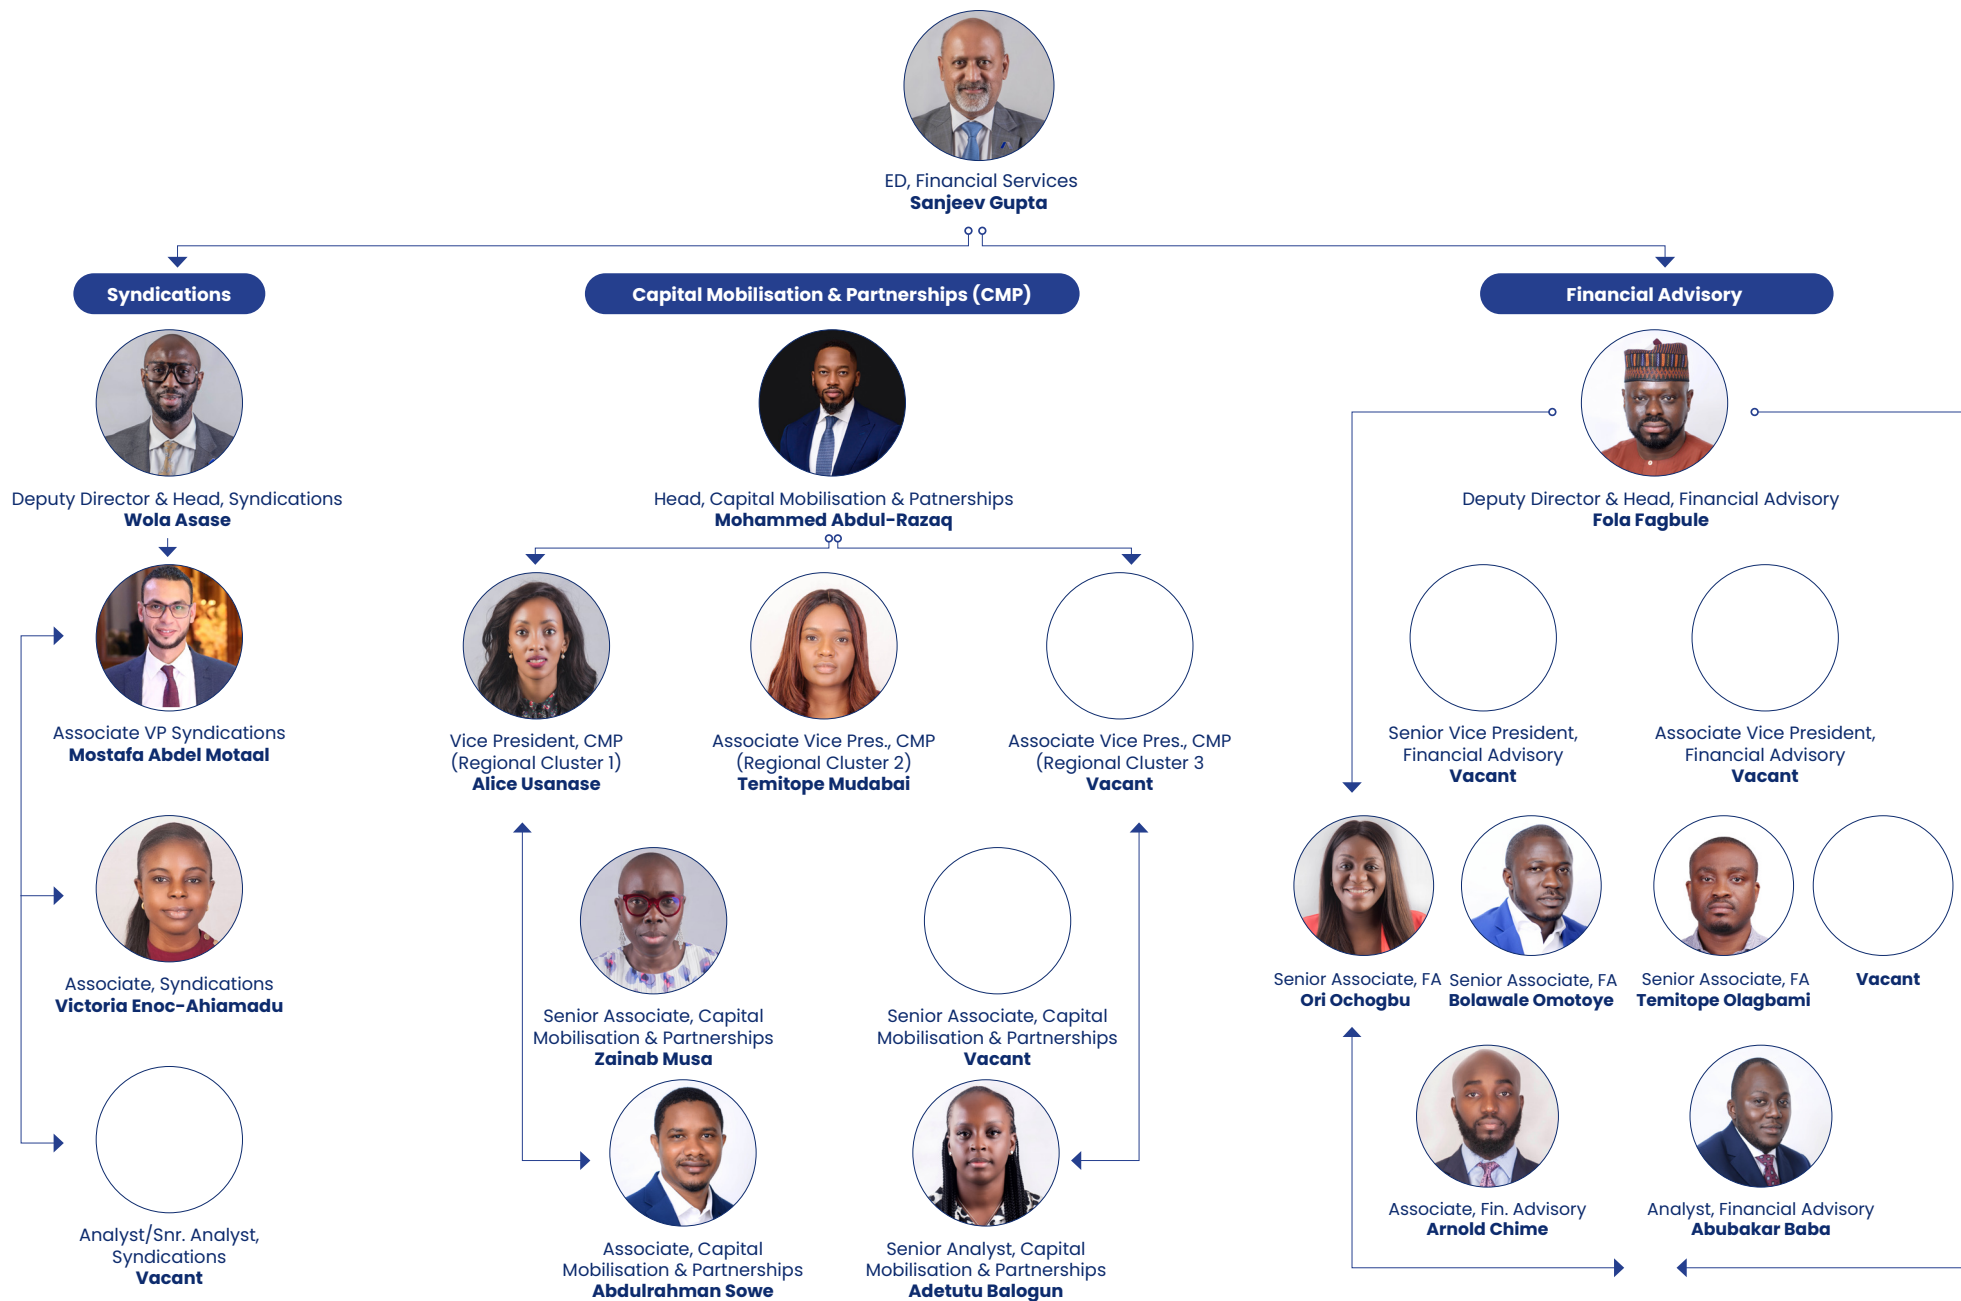 ED, Financial Services
Sanjeev Gupta
Syndications
Capital Mobilisation & Partnerships (CMP)
Financial Advisory
Deputy Director & Head, Syndications
Wola Asase
Head, Capital Mobilisation & Patnerships
Mohammed Abdul-Razaq
Deputy Director & Head, Financial Advisory
Fola Fagbule
Associate VP Syndications
Mostafa Abdel Motaal
Vice President, CMP
(Regional Cluster 1)
Alice Usanase
Associate Vice Pres., CMP
(Regional Cluster 2)
Temitope Mudabai
Associate Vice Pres., CMP
(Regional Cluster 3
Vacant
Senior Vice President,
Financial Advisory
Vacant
Associate Vice President,
Financial Advisory
Vacant
Associate, Syndications
Victoria Enoc-Ahiamadu
Senior Associate, Capital
Mobilisation & Partnerships
Zainab Musa
Senior Associate, Capital
Mobilisation & Partnerships
Vacant
Senior Associate, FA
Ori Ochogbu
Senior Associate, FA
Bolawale Omotoye
Senior Associate, FA
Temitope Olagbami
Vacant
Analyst/Snr. Analyst,
Syndications
Vacant
Associate, Capital
Mobilisation & Partnerships
Abdulrahman Sowe
Senior Analyst, Capital
Mobilisation & Partnerships
Adetutu Balogun
Associate, Fin. Advisory
Arnold Chime
Analyst, Financial Advisory
Abubakar Baba